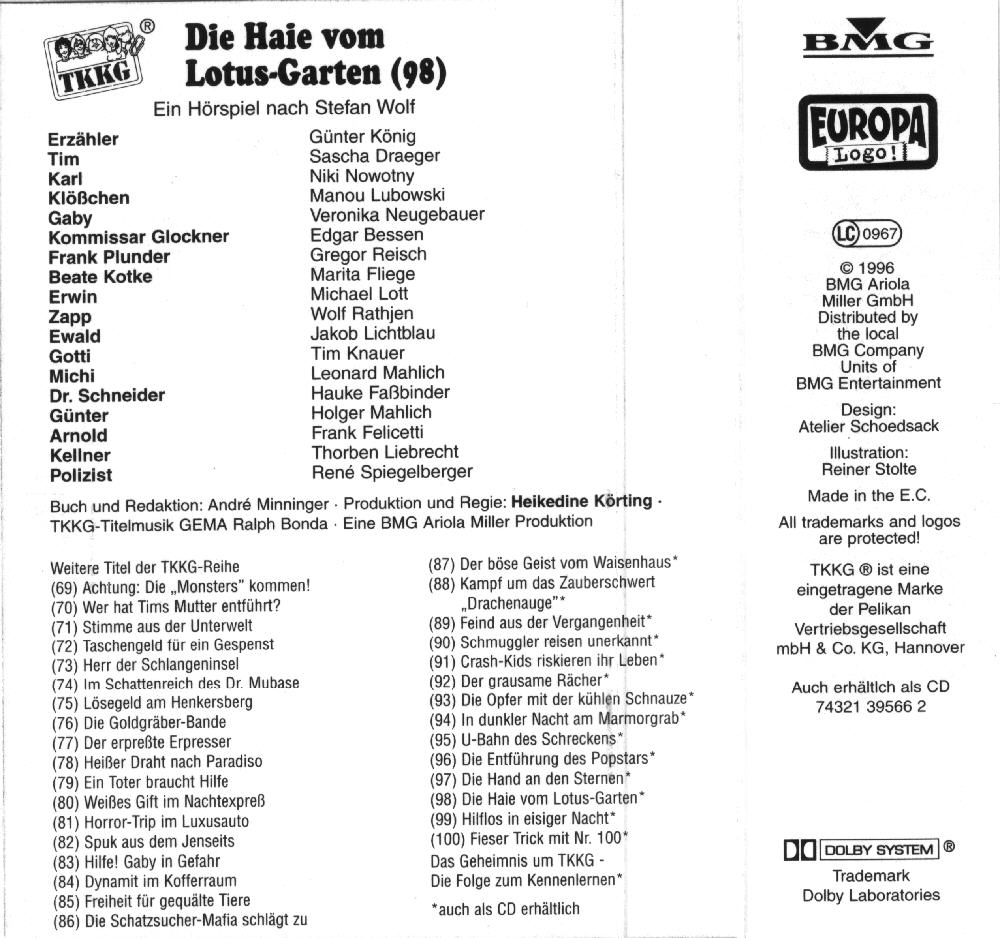 TKKG ®
Die Haie vom
Lotus-Garten (98)
Ein Hörspiel nach Stefan Wolf
Erzähler Günter König
Tim Sascha Draeger
Karl Niki Nowotny
Klößchen Manou Lubowski
Gaby Veronika Neugebauer
Kommissar Glockner Edgar Bessen
Frank Plunder Gregor Reisch
Beate Kotke Marita Fliege
Erwin Michael Lott
Zapp Wolf Rathjen
Ewald Jakob Lichtblau
Gotti Tim Knauer
Michi Leonard Mahlich
Dr. Schneider Hauke Faßbinder
Günter Holger Mahlich
Arnold Frank Felicetti
Kellner Thorben Liebrecht
Polizist René Spiegelberger
Buch und Redaktion: André Minninger · Produktion und Regie: Heikedine Körting ·
TKKG-Titelmusik GEMA Ralph Bonda · Eine BMG Ariola Miller Produktion
Weitere Titel der TKKG-Reihe
(69) Achtung: Die „Monsters" kommen!
(70) Wer hat Tims Mutter entführt?
(71) Stimme aus der Unterwelt
(72) Taschengeld für ein Gespenst
(73) Herr der Schlangeninsel
(74) Im Schattenreich des Dr. Mubase
(75) Lösegeld am Henkersberg
(76) Die Goldgräber-Bande
(77) Der erpreßte Erpresser
(78) Heißer Draht nach Paradiso
(79) Ein Toter braucht Hilfe
(80) Weißes Gift im Nachtexpreß
(81) Horror-Trip im Luxusauto
(82) Spuk aus dem Jenseits
(83) Hilfe! Gaby in Gefahr
(84) Dynamit im Kofferraum
(85) Freiheit für gequälte Tiere
(86) Die Schatzsucher-Mafia schlägt zu
(87) Der böse Geist vom Waisenhaus*
(88) Kampf um das Zauberschwert
„Drachenauge"*
(89) Feind aus der Vergangenheit*
(90) Schmuggler reisen unerkannt*
(91) Crash-Kids riskieren ihr Leben*
(92) Der grausame Rächer*
(93) Die Opfer mit der kühlen Schnauze*
(94) In dunkler Nacht am Marmorgrab*
(95) U-Bahn des Schreckens*
(96) Die Entführung des Popstars*
(97) Die Hand an den Sternen*
(98) Die Haie vom Lotus-Garten*
(99) Hilflos in eisiger Nacht*
(100) Fieser Trick mit Nr. 100*
Das Geheimnis um TKKG -
Die Folge zum Kennenlernen*
*auch als CD erhältlich
BMG
EUROPA
Logo!
LC 0967
© 1996
BMG Ariola
Miller GmbH
Distributed by
the local
BMG Company
Units of
BMG Entertainment
Design:
Atelier Schoedsack
Illustration:
Reiner Stolte
Made in the E.C.
All trademarks and logos
are protected!
TKKG ® ist eine
eingetragene Marke
der Pelikan
Vertriebsgesellschaft
mbH & Co. KG, Hannover
Auch erhältlich als CD
74321 39566 2
DOLBY SYSTEM ®
Trademark
Dolby Laboratories